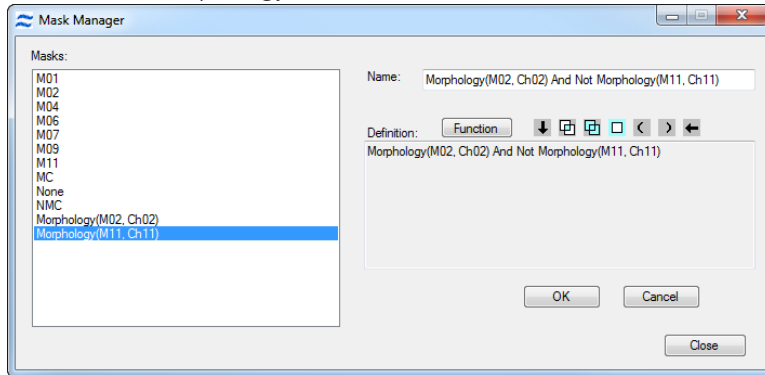 Mask Manager
Masks:
M01
M02
M04
M06
M07
M09
M11
MC
None
NMC
Morphology(M02, Ch02)
Morphology(M11, Ch11)
Name: Morphology(M02, Ch02) And Not Morphology(M11, Ch11)
Definition: Function ( )
Morphology(M02, Ch02) And Not Morphology(M11, Ch11)
OK Cancel
Close